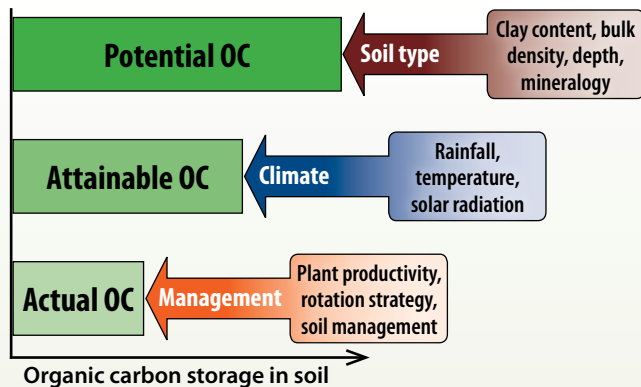 Potential OC
Soil type
Clay content, bulk
density, depth,
mineralogy
Attainable OC
Climate
Rainfall,
temperature,
solar radiation
Actual OC
Management
Plant productivity,
rotation strategy,
soil management
Organic carbon storage in soil